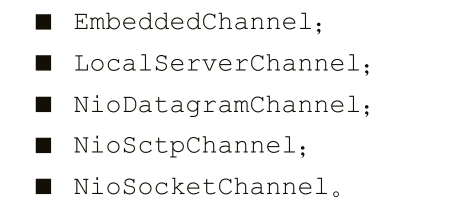 ■ EmbeddedChannel；
■ LocalServerChannel；
■ NioDatagramChannel；
■ NioSctpChannel；
■ NioSocketChannel。